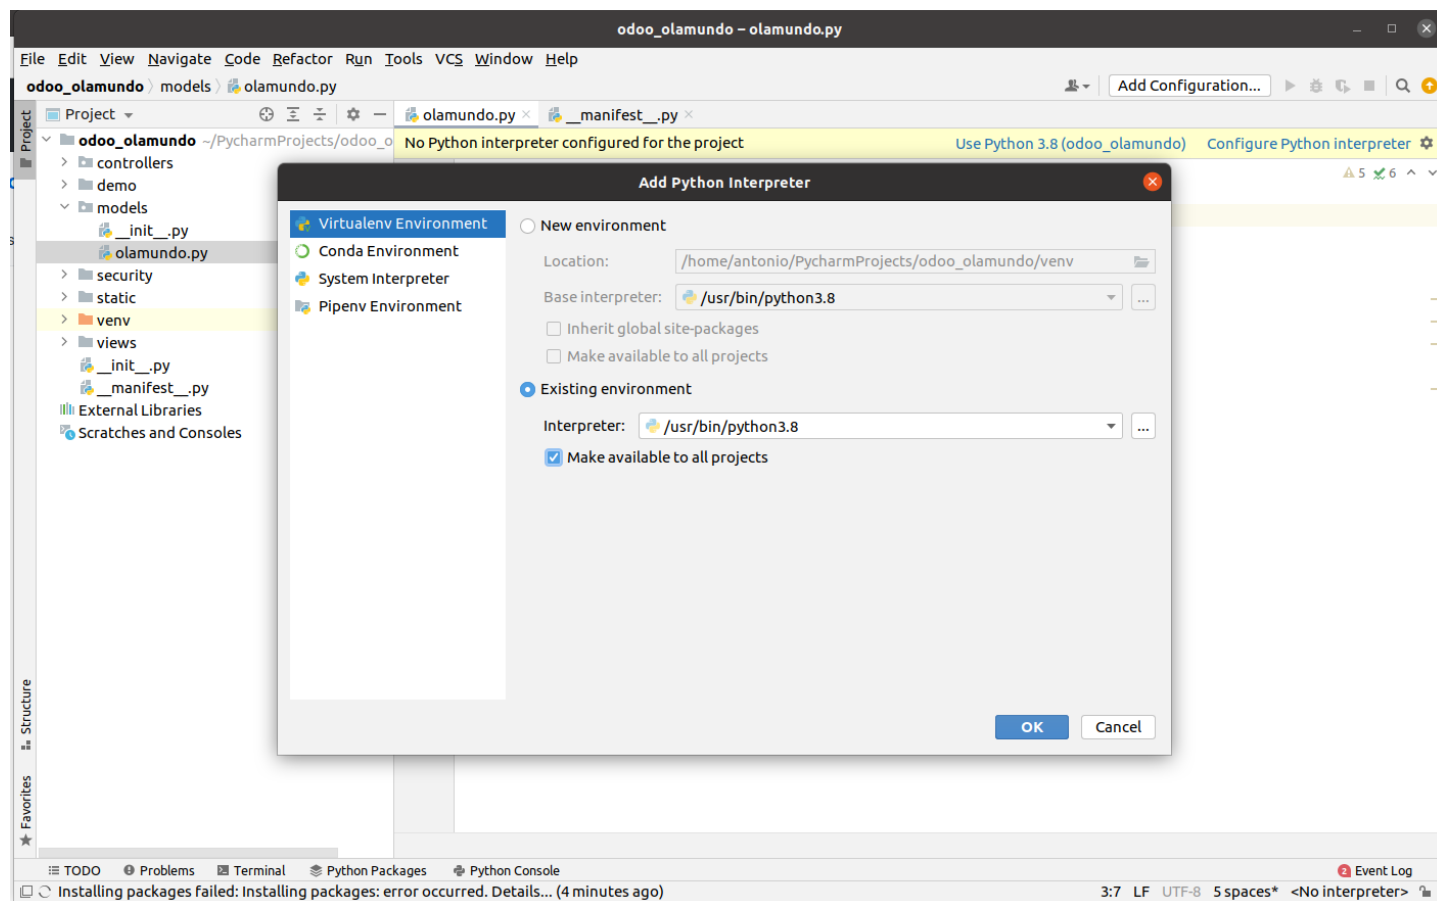 odoo_olamundo – olamundo.py
File Edit View Navigate Code Refactor Run Tools VCS Window Help
odoo_olamundo models olamundo.py Add Configuration...
Project olamundo.py __manifest__.py
Project
odoo_olamundo ~/PycharmProjects/odoo_o No Python interpreter configured for the project Use Python 3.8 (odoo_olamundo) Configure Python interpreter
controllers
5 6
demo
models
__init__.py
olamundo.py
security
static
venv
views
__init__.py
__manifest__.py
External Libraries
Scratches and Consoles
Add Python Interpreter
Virtualenv Environment
Conda Environment
System Interpreter
Pipenv Environment
New environment
Location: /home/antonio/PycharmProjects/odoo_olamundo/venv
Base interpreter: /usr/bin/python3.8 ...
Inherit global site-packages
Make available to all projects
Existing environment
Interpreter: /usr/bin/python3.8 ...
Make available to all projects
OK Cancel
Structure
Favorites
TODO Problems Terminal Python Packages Python Console 2 Event Log
Installing packages failed: Installing packages: error occurred. Details... (4 minutes ago) 3:7 LF UTF-8 5 spaces* <No interpreter>